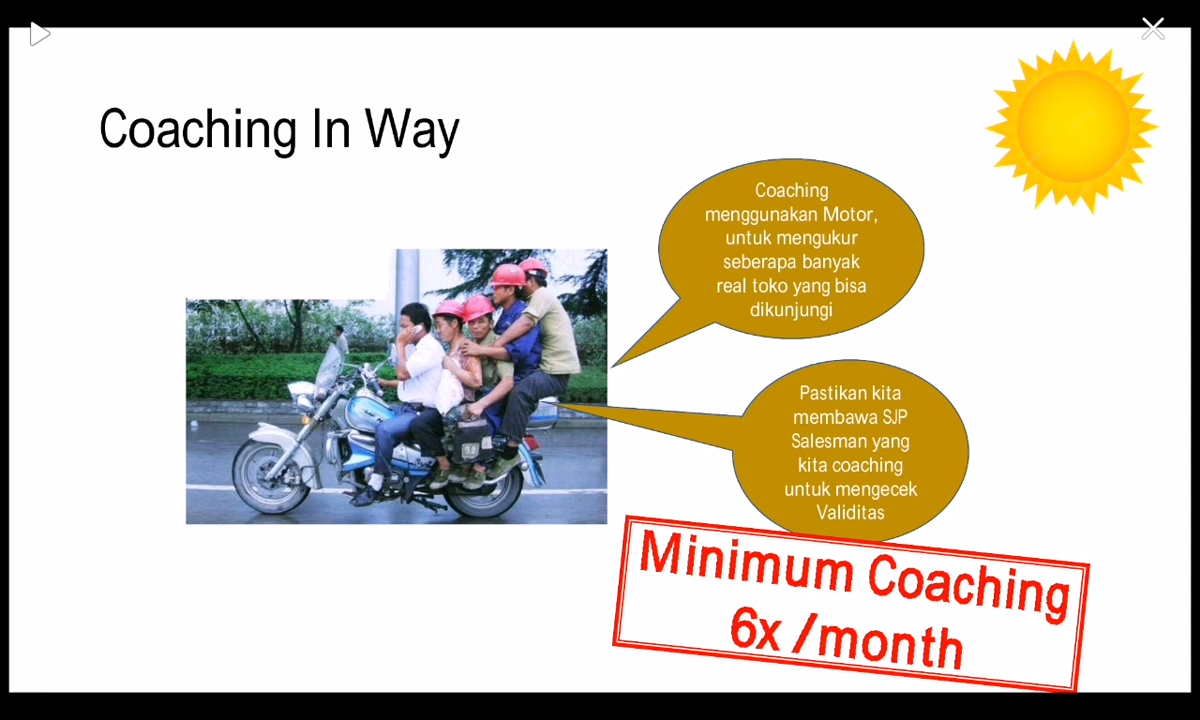 Coaching In Way
Coaching
menggunakan Motor,
untuk mengukur
seberapa banyak
real toko yang bisa
dikunjungi
Pastikan kita
membawa SJP
Salesman yang
kita coaching
untuk mengecek
Validitas
Minimum Coaching
6x /month